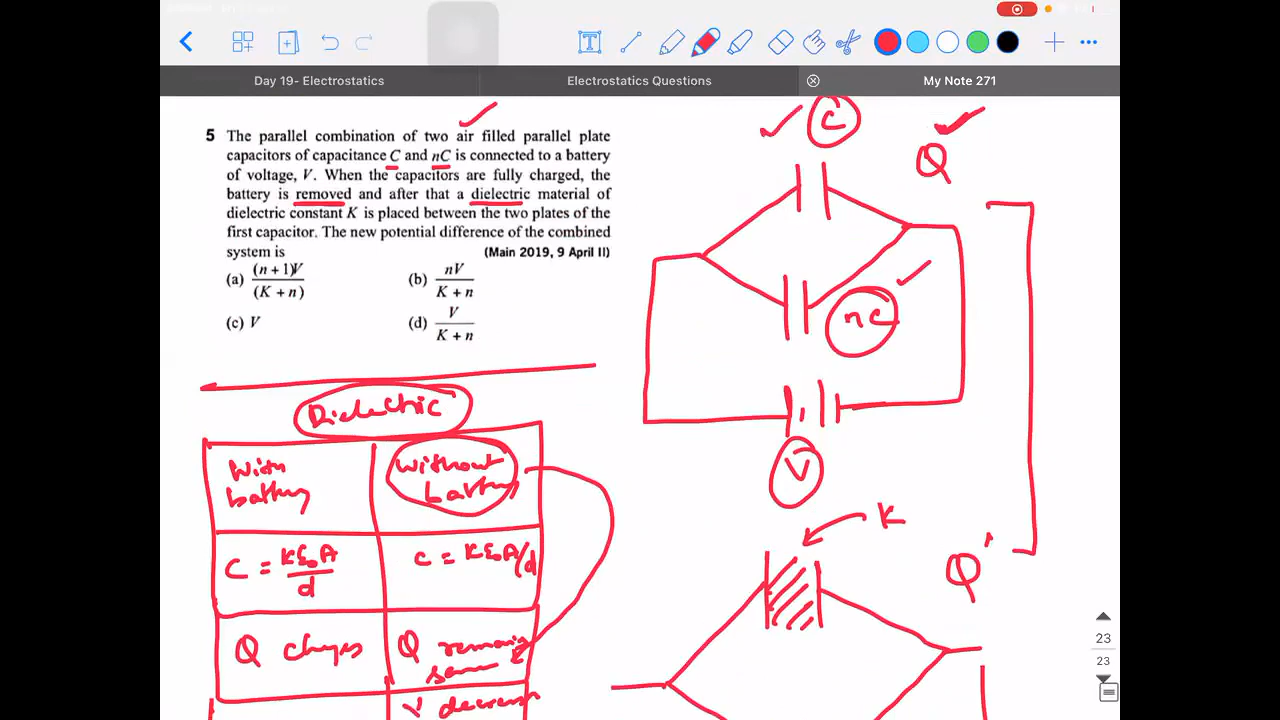 Day 19- Electrostatics
Electrostatics Questions
My Note 271
5 The parallel combination of two air filled parallel plate
capacitors of capacitance C and nC is connected to a battery
of voltage, V. When the capacitors are fully charged, the
battery is removed and after that a dielectric material of
dielectric constant K is placed between the two plates of the
first capacitor. The new potential difference of the combined
system is (Main 2019, 9 April II)
(a) (n + 1)V / (K + n)
(b) nV / K + n
(c) V
(d) V / K + n
C
Q
nC
V
K
Q'
Dielectric
With
battery
Without
battery
C = Kε₀A / d
C = Kε₀A/d
Q changes
Q remains
same
V decreases
23
23